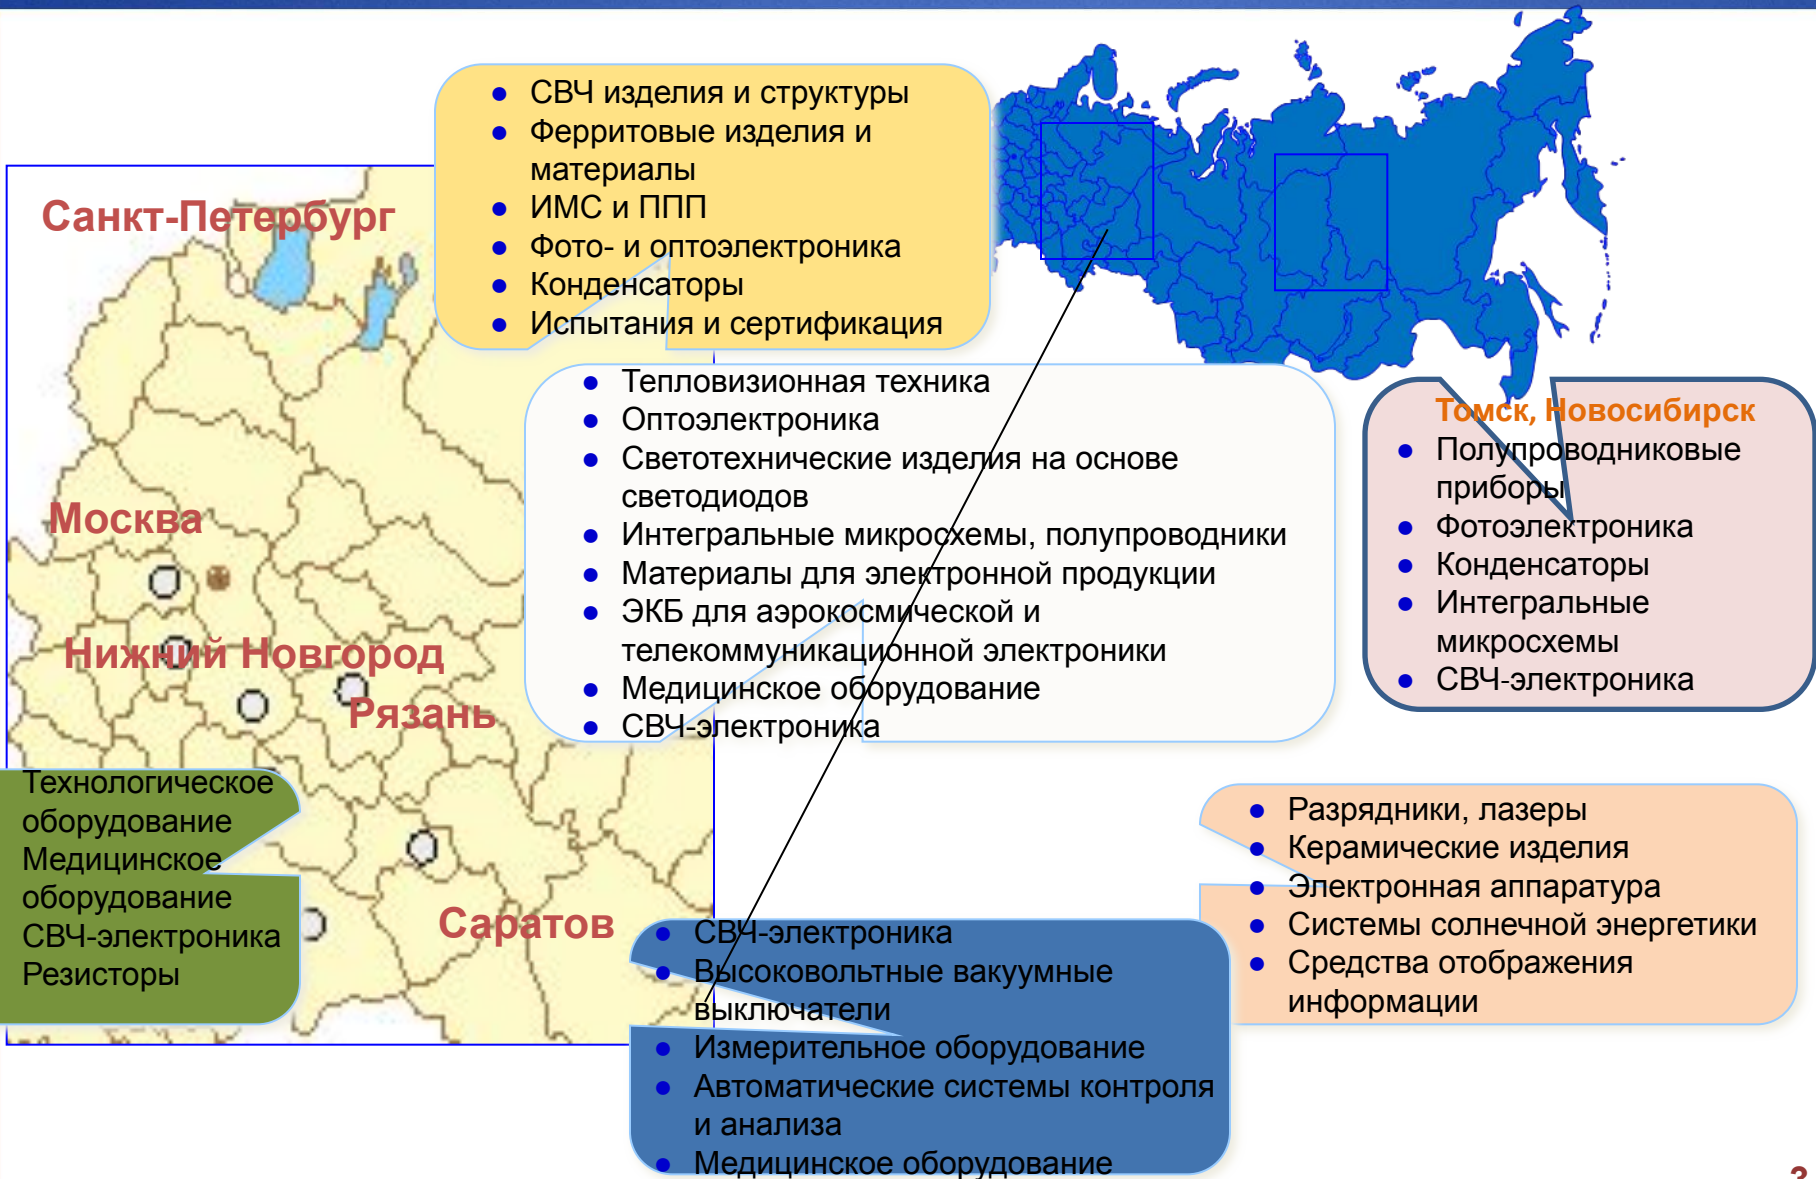 СВЧ изделия и структуры
Ферритовые изделия и
материалы
ИМС и ППП
Фото- и оптоэлектроника
Конденсаторы
Испытания и сертификация
Санкт-Петербург
Москва
Нижний Новгород
Рязань
Саратов
Тепловизионная техника
Оптоэлектроника
Светотехнические изделия на основе
светодиодов
Интегральные микросхемы, полупроводники
Материалы для электронной продукции
ЭКБ для аэрокосмической и
телекоммуникационной электроники
Медицинское оборудование
СВЧ-электроника
Томск, Новосибирск
Полупроводниковые
приборы
Фотоэлектроника
Конденсаторы
Интегральные
микросхемы
СВЧ-электроника
Технологическое
оборудование
Медицинское
оборудование
СВЧ-электроника
Резисторы
СВЧ-электроника
Высоковольтные вакуумные
выключатели
Измерительное оборудование
Автоматические системы контроля
и анализа
Медицинское оборудование
Разрядники, лазеры
Керамические изделия
Электронная аппаратура
Системы солнечной энергетики
Средства отображения
информации
3